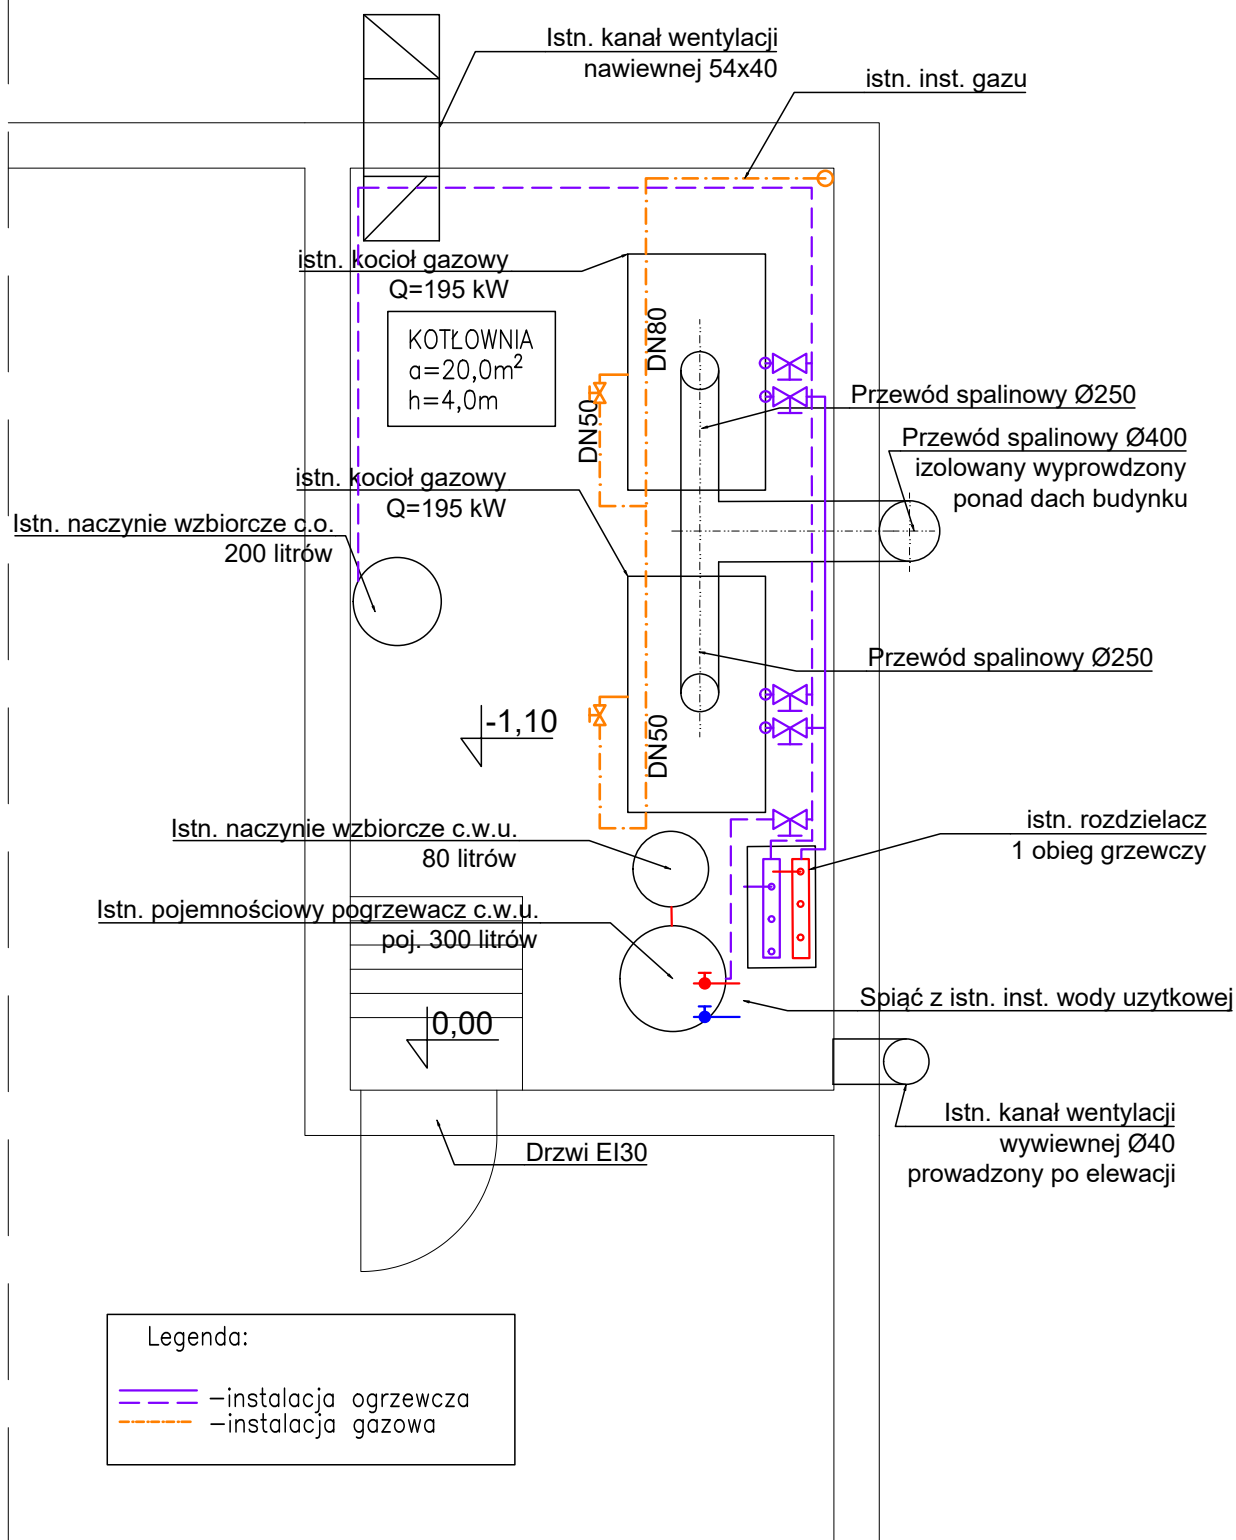 Istn. kanał wentylacji
nawiewnej 54x40
istn. inst. gazu
istn. kocioł gazowy
Q=195 kW
KOTŁOWNIA
a=20,0m²
h=4,0m
DN80
DN50
Przewód spalinowy Ø250
Przewód spalinowy Ø400
izolowany wyprowdzony
ponad dach budynku
istn. kocioł gazowy
Q=195 kW
Istn. naczynie wzbiorcze c.o.
200 litrów
Przewód spalinowy Ø250
-1,10
DN50
Istn. naczynie wzbiorcze c.w.u.
80 litrów
istn. rozdzielacz
1 obieg grzewczy
Istn. pojemnościowy pogrzewacz c.w.u.
poj. 300 litrów
Spiąć z istn. inst. wody uzytkowej
0,00
Istn. kanał wentylacji
wywiewnej Ø40
prowadzony po elewacji
Drzwi EI30
Legenda:
-instalacja ogrzewcza
-instalacja gazowa